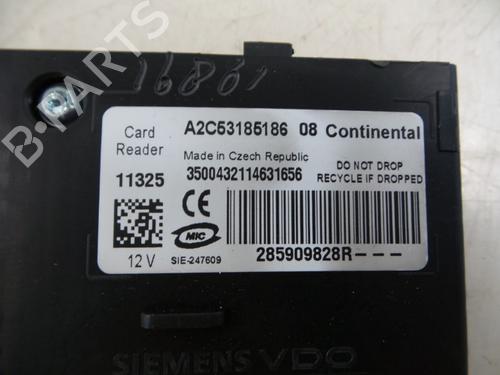 16801
B-PARTS
Card Reader
A2C53185186 08 Continental
Made in Czech Republic
11325
3500432114631656
DO NOT DROP
RECYCLE IF DROPPED
CE
MIC
12 V
SIE-247609
285909828R---
SIEMENS VDO